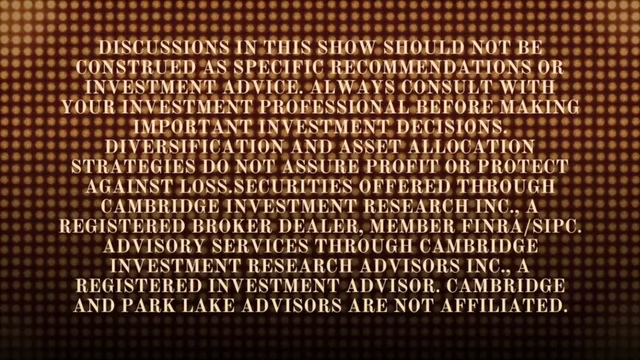 DISCUSSIONS IN THIS SHOW SHOULD NOT BE
CONSTRUED AS SPECIFIC RECOMMENDATIONS OR
INVESTMENT ADVICE. ALWAYS CONSULT WITH
YOUR INVESTMENT PROFESSIONAL BEFORE MAKING
IMPORTANT INVESTMENT DECISIONS.
DIVERSIFICATION AND ASSET ALLOCATION
STRATEGIES DO NOT ASSURE PROFIT OR PROTECT
AGAINST LOSS.SECURITIES OFFERED THROUGH
CAMBRIDGE INVESTMENT RESEARCH INC., A
REGISTERED BROKER DEALER, MEMBER FINRA/SIPC.
ADVISORY SERVICES THROUGH CAMBRIDGE
INVESTMENT RESEARCH ADVISORS INC., A
REGISTERED INVESTMENT ADVISOR. CAMBRIDGE
AND PARK LAKE ADVISORS ARE NOT AFFILIATED.